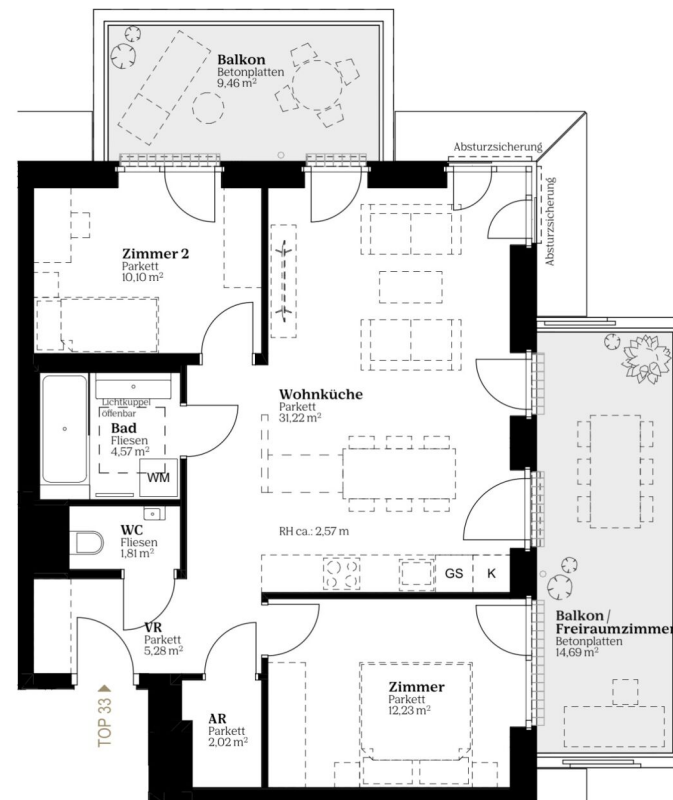 Balkon
Betonplatten
9,46 m²
Absturzsicherung
Absturzsicherung
Zimmer 2
Parkett
10,10 m²
Wohnküche
Parkett
31,22 m²
Lichtkuppel
öffenbar
Bad
Fliesen
4,57 m²
WM
WC
Fliesen
1,81 m²
RH ca.: 2,57 m
GS
K
VR
Parkett
5,28 m²
Balkon/
Freiraumzimmer
Betonplatten
14,69 m²
Zimmer
Parkett
12,23 m²
TOP 33
AR
Parkett
2,02 m²